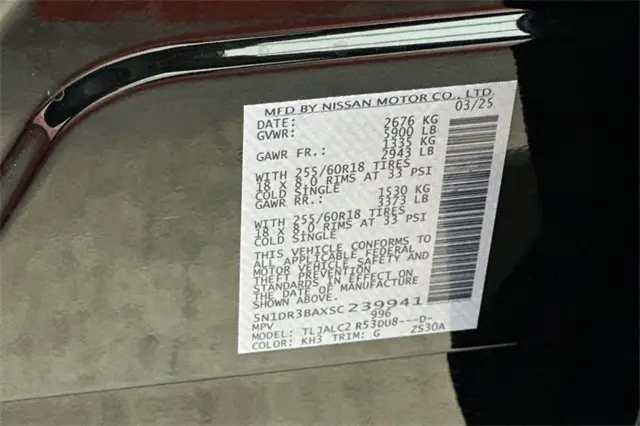 MFD BY NISSAN MOTOR CO., LTD.
DATE: 03/25
GVWR: 2676 KG
5900 LB
GAWR FR.: 1335 KG
2943 LB
WITH 255/60R18 TIRES
18 X 8.0 RIMS AT 33 PSI
COLD SINGLE
GAWR RR.: 1530 KG
3373 LB
WITH 255/60R18 TIRES
18 X 8.0 RIMS AT 33 PSI
COLD SINGLE
THIS VEHICLE CONFORMS TO
ALL APPLICABLE FEDERAL
MOTOR VEHICLE SAFETY AND
THEFT PREVENTION
STANDARDS IN EFFECT ON
THE DATE OF MANUFACTURE
SHOWN ABOVE.
5N1DR3BAXSC239941
MPV 996
MODEL: TLJALC2 R53DU8---D-
COLOR: KH3 TRIM: G ZS30A